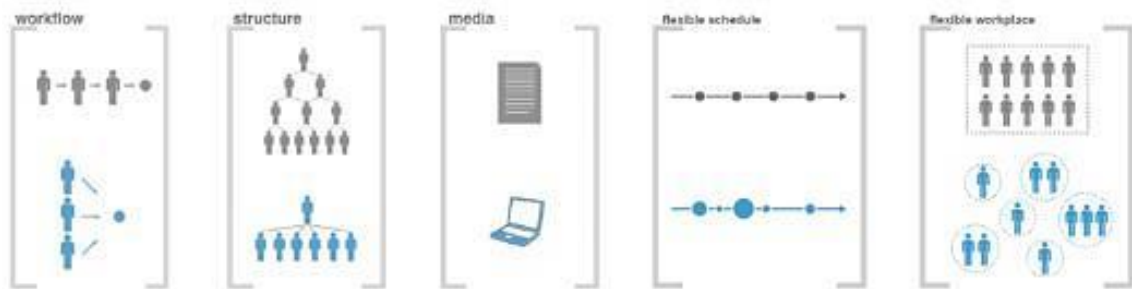 workflow
structure
media
flexible schedule
flexible workplace